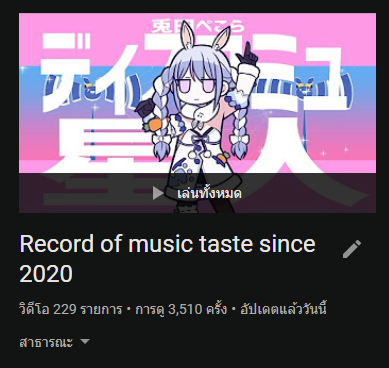 兎田ぺこら
ディスコミュ
星人
เล่นทั้งหมด
Record of music taste since
2020
วิดีโอ 229 รายการ • การดู 3,510 ครั้ง • อัปเดตแล้ววันนี้
สาธารณะ